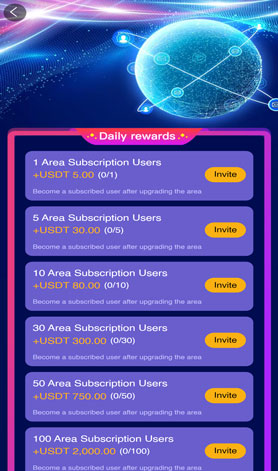 Daily rewards
1 Area Subscription Users
+USDT 5.00 (0/1)
Invite
Become a subscribed user after upgrading the area
5 Area Subscription Users
+USDT 30.00 (0/5)
Invite
Become a subscribed user after upgrading the area
10 Area Subscription Users
+USDT 60.00 (0/10)
Invite
Become a subscribed user after upgrading the area
30 Area Subscription Users
+USDT 300.00 (0/30)
Invite
Become a subscribed user after upgrading the area
50 Area Subscription Users
+USDT 750.00 (0/50)
Invite
Become a subscribed user after upgrading the area
100 Area Subscription Users
+USDT 2,000.00 (0/100)
Invite
Become a subscribed user after upgrading the area